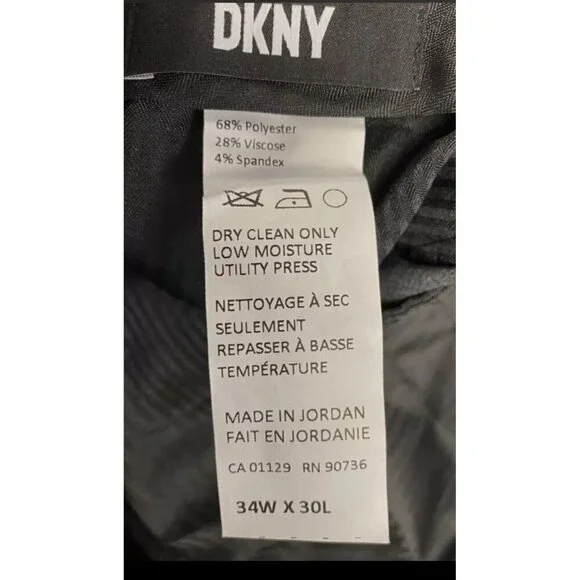 DKNY
68% Polyester
28% Viscose
4% Spandex
DRY CLEAN ONLY
LOW MOISTURE
UTILITY PRESS
NETTOYAGE À SEC
SEULEMENT
REPASSER À BASSE
TEMPÉRATURE
MADE IN JORDAN
FAIT EN JORDANIE
CA 01129 RN 90736
34W X 30L